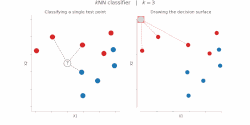 kNN classifier | k = 3
Classifying a single test point
Drawing the decision surface
?
x₂
x₂
x₁
x₁